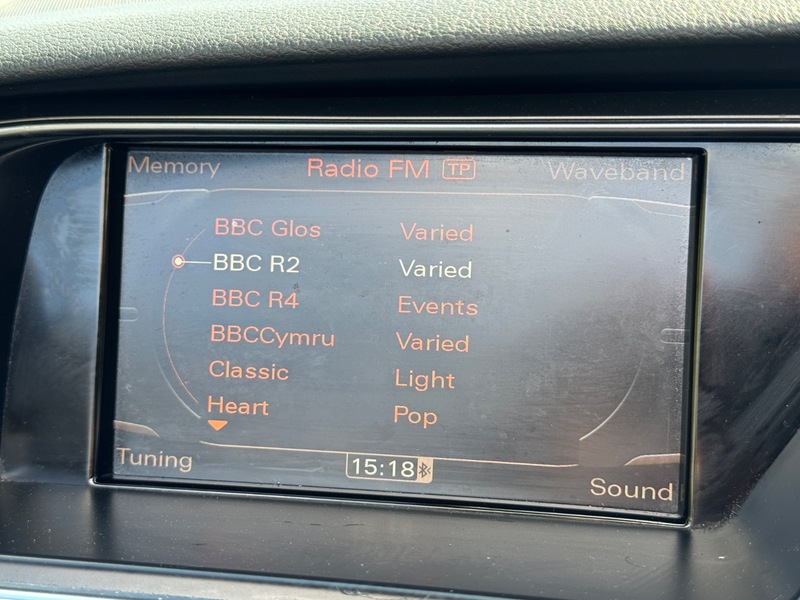 Memory Radio FM TP Waveband
BBC Glos Varied
BBC R2 Varied
BBC R4 Events
BBCCymru Varied
Classic Light
Heart Pop
Tuning 15:18 Sound